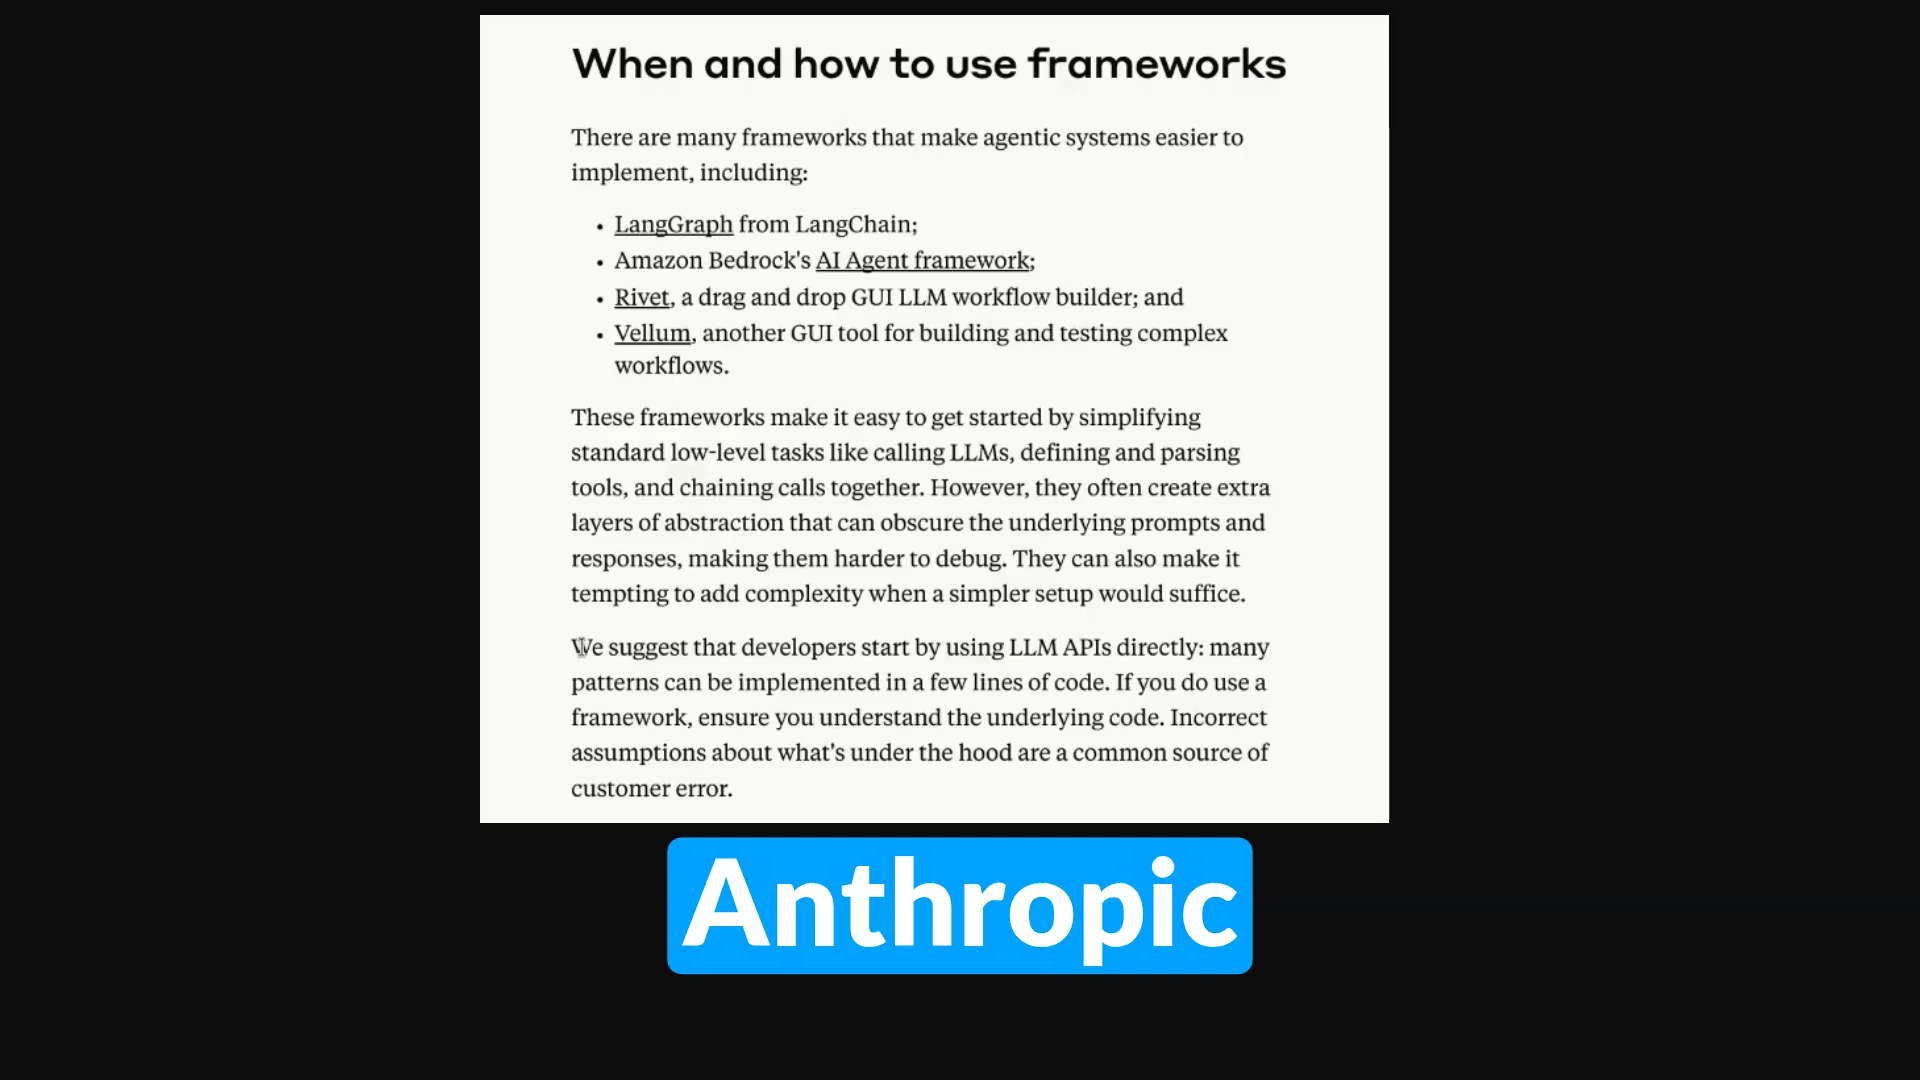 When and how to use frameworks
There are many frameworks that make agentic systems easier to
implement, including:
• LangGraph from LangChain;
• Amazon Bedrock's AI Agent framework;
• Rivet, a drag and drop GUI LLM workflow builder; and
• Vellum, another GUI tool for building and testing complex
workflows.
These frameworks make it easy to get started by simplifying
standard low-level tasks like calling LLMs, defining and parsing
tools, and chaining calls together. However, they often create extra
layers of abstraction that can obscure the underlying prompts and
responses, making them harder to debug. They can also make it
tempting to add complexity when a simpler setup would suffice.
We suggest that developers start by using LLM APIs directly: many
patterns can be implemented in a few lines of code. If you do use a
framework, ensure you understand the underlying code. Incorrect
assumptions about what's under the hood are a common source of
customer error.
Anthropic